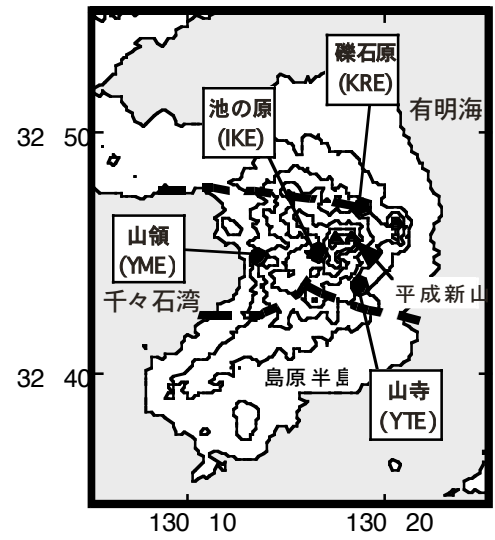 礫石原
(KRE)
有明海
池の原
(IKE)
32 50
山領
(YME)
千々石湾
平成新山
32 40
島原半島
山寺
(YTE)
130 10
130 20